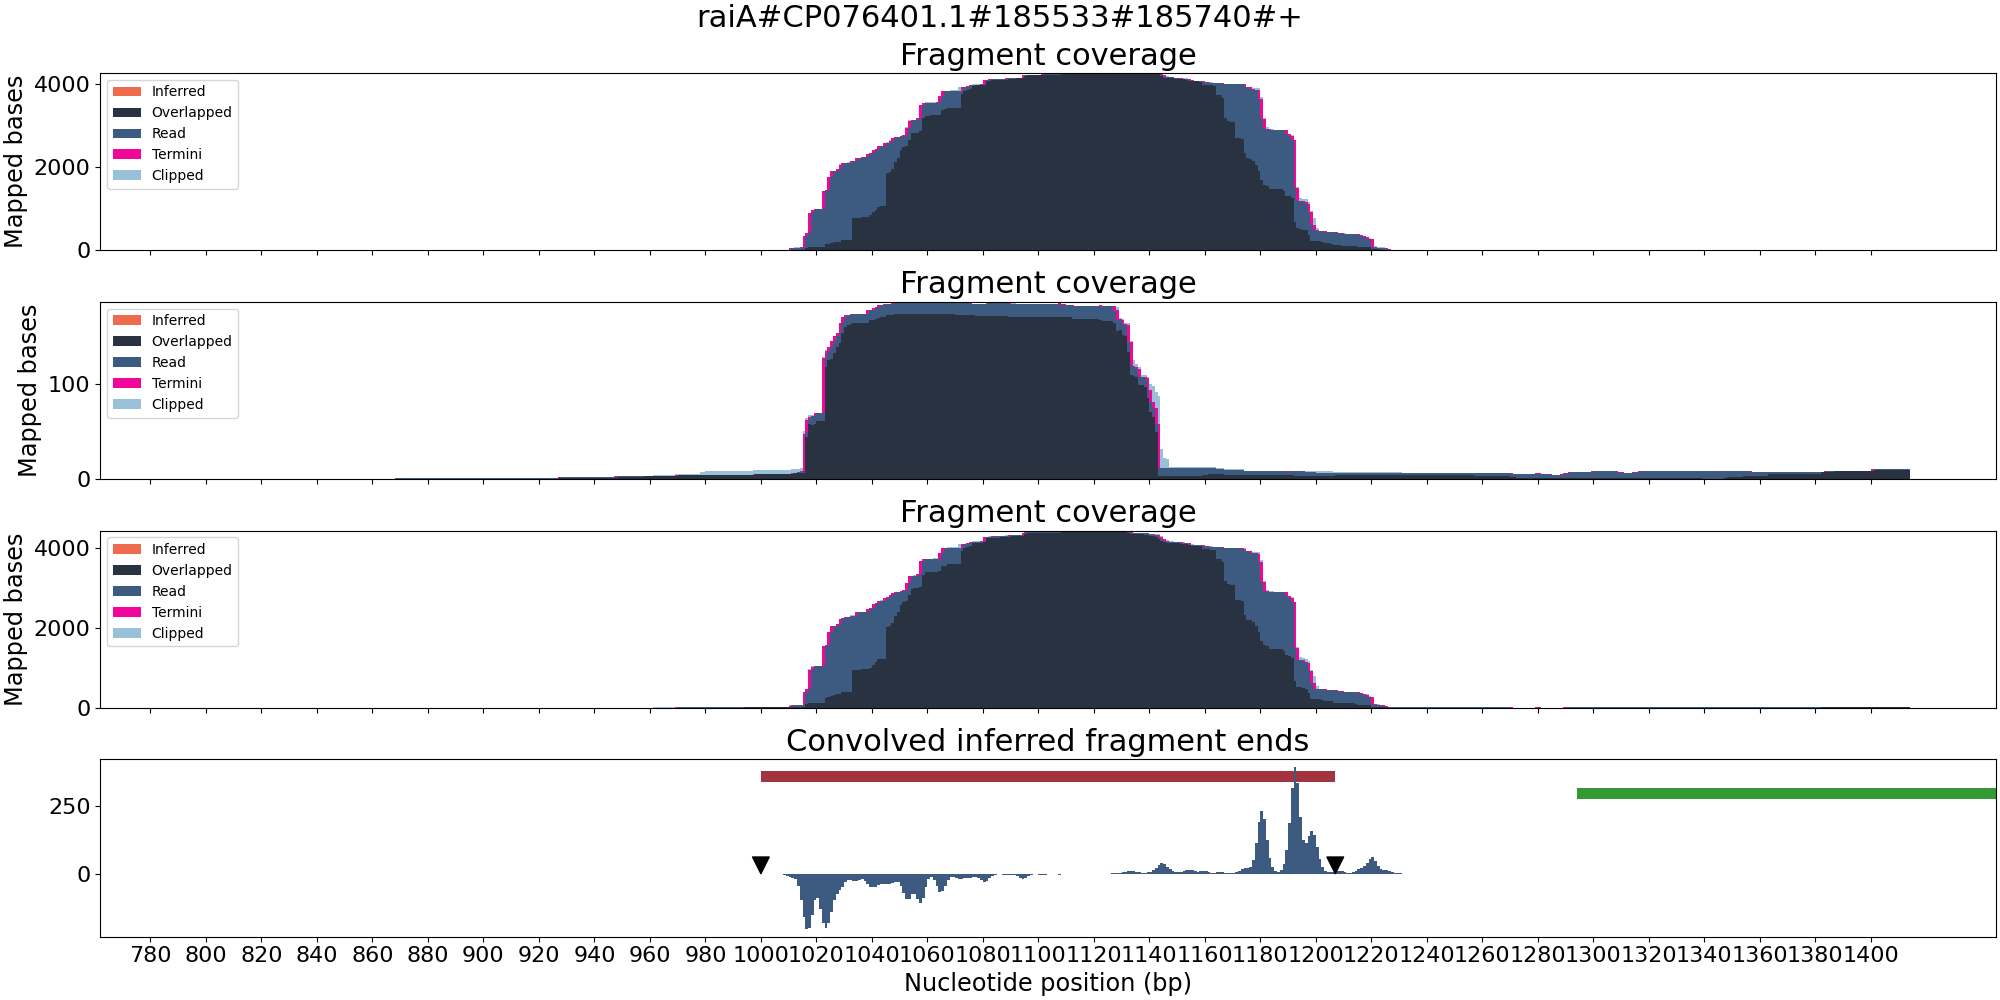 raiA#CP076401.1#185533#185740#+
Fragment coverage
Mapped bases
4000
2000
0
Inferred
Overlapped
Read
Termini
Clipped
Fragment coverage
Mapped bases
100
0
Inferred
Overlapped
Read
Termini
Clipped
Fragment coverage
Mapped bases
4000
2000
0
Inferred
Overlapped
Read
Termini
Clipped
Convolved inferred fragment ends
250
0
780 800 820 840 860 880 900 920 940 960 980 1000 1020 1040 1060 1080 1100 1120 1140 1160 1180 1200 1220 1240 1260 1280 1300 1320 1340 1360 1380 1400
Nucleotide position (bp)